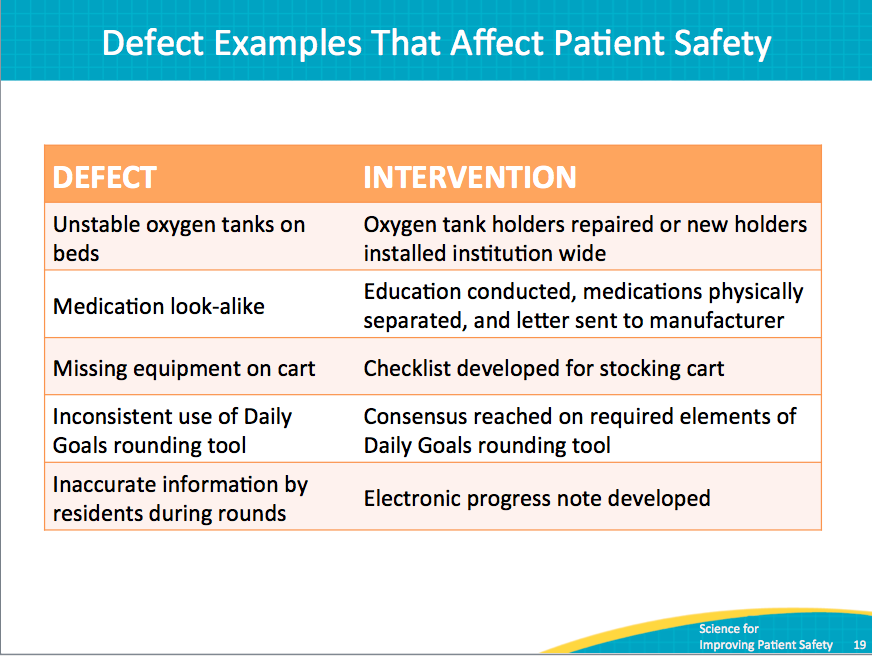 Defect Examples That Affect Patient Safety
DEFECT
INTERVENTION
Unstable oxygen tanks on
beds
Oxygen tank holders repaired or new holders
installed institution wide
Medication look-alike
Education conducted, medications physically
separated, and letter sent to manufacturer
Missing equipment on cart
Checklist developed for stocking cart
Inconsistent use of Daily
Goals rounding tool
Consensus reached on required elements of
Daily Goals rounding tool
Inaccurate information by
residents during rounds
Electronic progress note developed
Science for
Improving Patient Safety
19